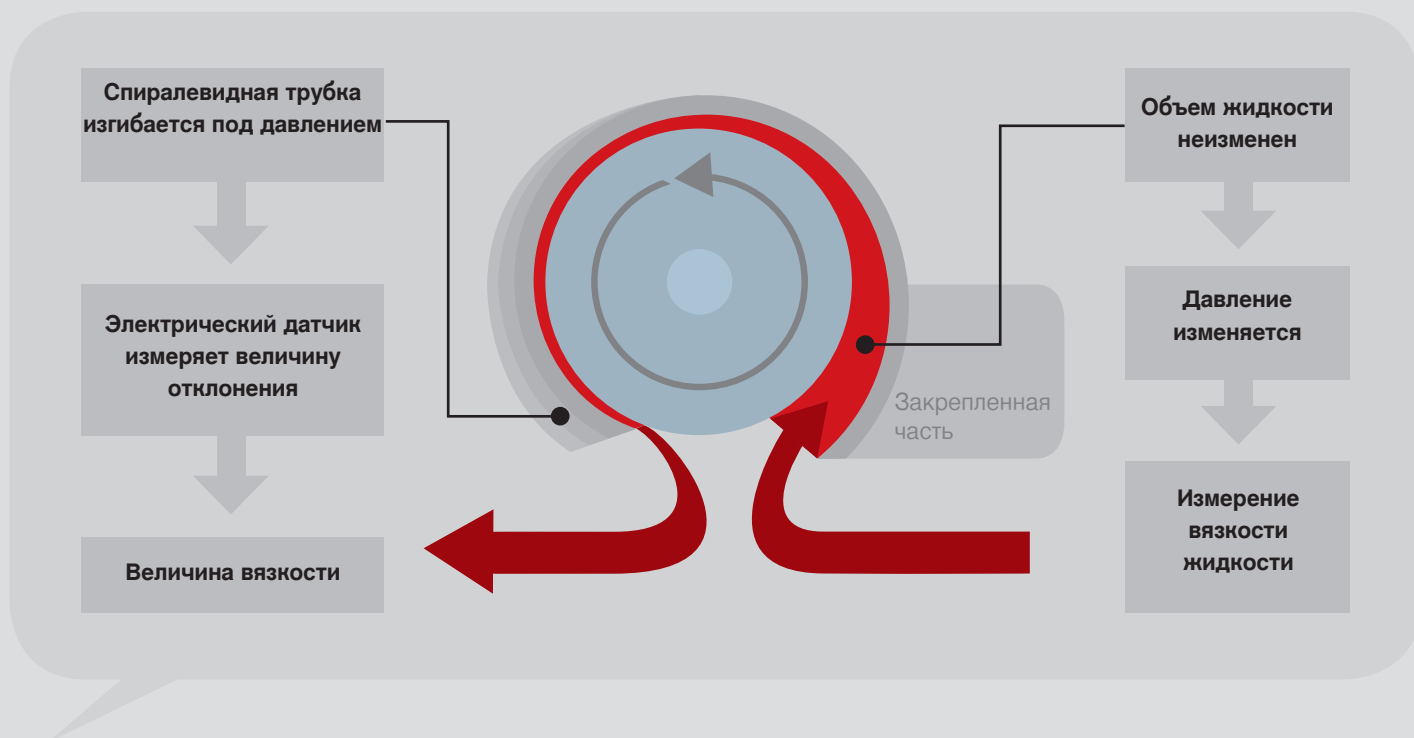 Спиралевидная трубка
изгибается под давлением
Электрический датчик
измеряет величину
отклонения
Величина вязкости
Закрепленная
часть
Объем жидкости
неизменен
Давление
изменяется
Измерение
вязкости
жидкости